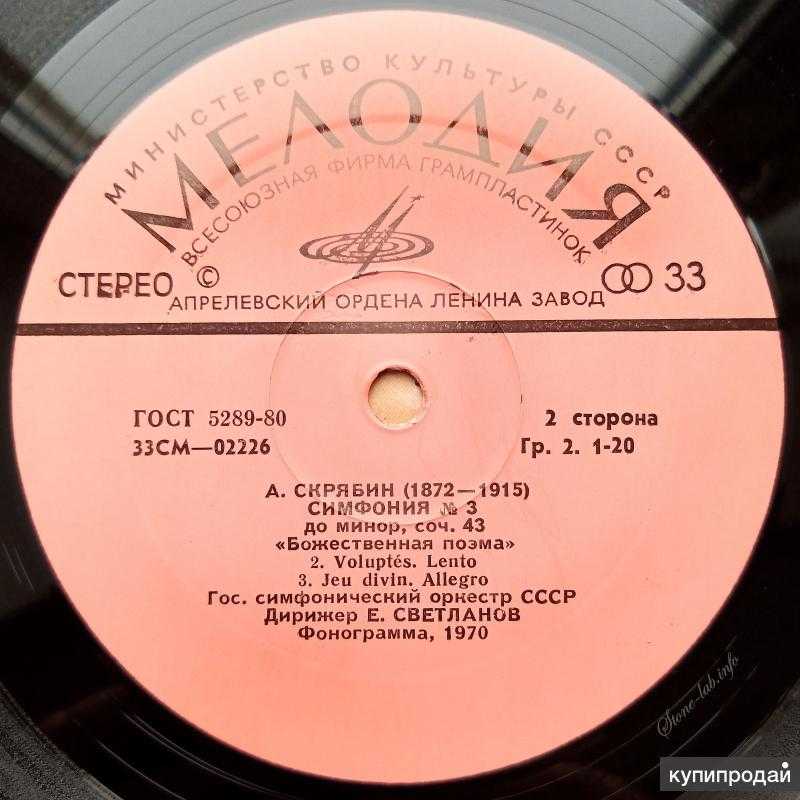 МИНИСТЕРСТВО КУЛЬТУРЫ СССР
МЕЛОДИЯ
ВСЕСОЮЗНАЯ ФИРМА ГРАМПЛАСТИНОК
СТЕРЕО © 33
АПРЕЛЕВСКИЙ ОРДЕНА ЛЕНИНА ЗАВОД
ГОСТ 5289-80 2 сторона
33СМ—02226 Гр. 2. 1-20
А. СКРЯБИН (1872—1915)
СИМФОНИЯ № 3
до минор, соч. 43
«Божественная поэма»
2. Voluptés. Lento
3. Jeu divin. Allegro
Гос. симфонический оркестр СССР
Дирижер Е. СВЕТЛАНОВ
Фонограмма, 1970
Stone-lab.info
купипродай